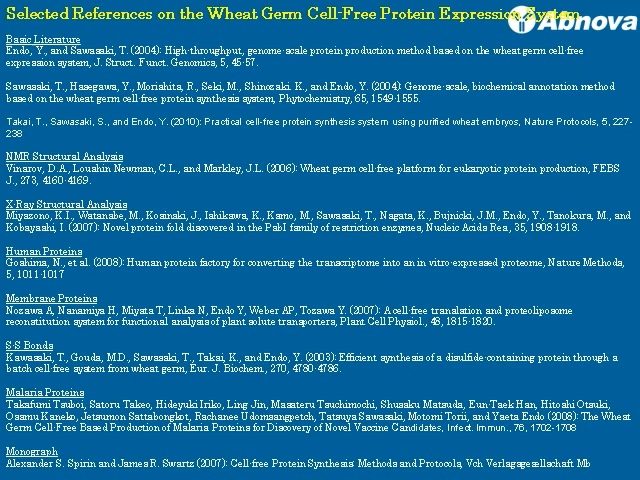 Selected References on the Wheat Germ Cell-Free Protein Expression System
Abnova
Basic Literature
Endo, Y., and Sawasaki, T. (2004): High-throughput, genome-scale protein production method based on the wheat germ cell-free
expression system, J. Struct. Funct. Genomics, 5, 45-57.
Sawasaki, T., Hasegawa, Y., Morishita, R., Seki, M., Shinozaki. K., and Endo, Y. (2004): Genome-scale, biochemical annotation method
based on the wheat germ cell-free protein synthesis system, Phytochemistry, 65, 1549-1555.
Takai, T., Sawasaki, S., and Endo, Y. (2010): Practical cell-free protein synthesis system using purified wheat embryos, Nature Protocols, 5, 227-
238
NMR Structural Analysis
Vinarov, D.A., Loushin Newman, C.L., and Markley, J.L. (2006): Wheat germ cell-free platform for eukaryotic protein production, FEBS
J., 273, 4160-4169.
X-Ray Structural Analysis
Miyazono, K.I., Watanabe, M., Kosinski, J., Ishikawa, K., Kamo, M., Sawasaki, T., Nagata, K., Bujnicki, J.M., Endo, Y., Tanokura, M., and
Kobayashi, I. (2007): Novel protein fold discovered in the PabI family of restriction enzymes, Nucleic Acids Res., 35, 1908-1918.
Human Proteins
Goshima, N., et. al. (2008): Human protein factory for converting the transcriptome into an in vitro-expressed proteome, Nature Methods,
5, 1011-1017
Membrane Proteins
Nozawa A, Nanamiya H, Miyata T, Linka N, Endo Y, Weber AP, Tozawa Y. (2007): A cell-free translation and proteoliposome
reconstitution system for functional analysis of plant solute transporters, Plant Cell Physiol., 48, 1815-1820.
S-S Bonds
Kawasaki, T., Gouda, M.D., Sawasaki, T., Takai, K., and Endo, Y. (2003): Efficient synthesis of a disulfide-containing protein through a
batch cell-free system from wheat germ, Eur. J. Biochem., 270, 4780-4786.
Malaria Proteins
Takafumi Tsuboi, Satoru Takeo, Hideyuki Iriko, Ling Jin, Masateru Tsuchimochi, Shusaku Matsuda, Eun-Taek Han, Hitoshi Otsuki,
Osamu Kaneko, Jetsumon Sattabongkot, Rachanee Udomsangpetch, Tatsuya Sawasaki, Motomi Torii, and Yaeta Endo (2008): The Wheat
Germ Cell-Free Based Production of Malaria Proteins for Discovery of Novel Vaccine Candidates, Infect. Immun., 76, 1702-1708
Monograph
Alexander S. Spirin and James R. Swartz (2007): Cell-free Protein Synthesis: Methods and Protocols, Vch Verlagsgesellschaft Mb